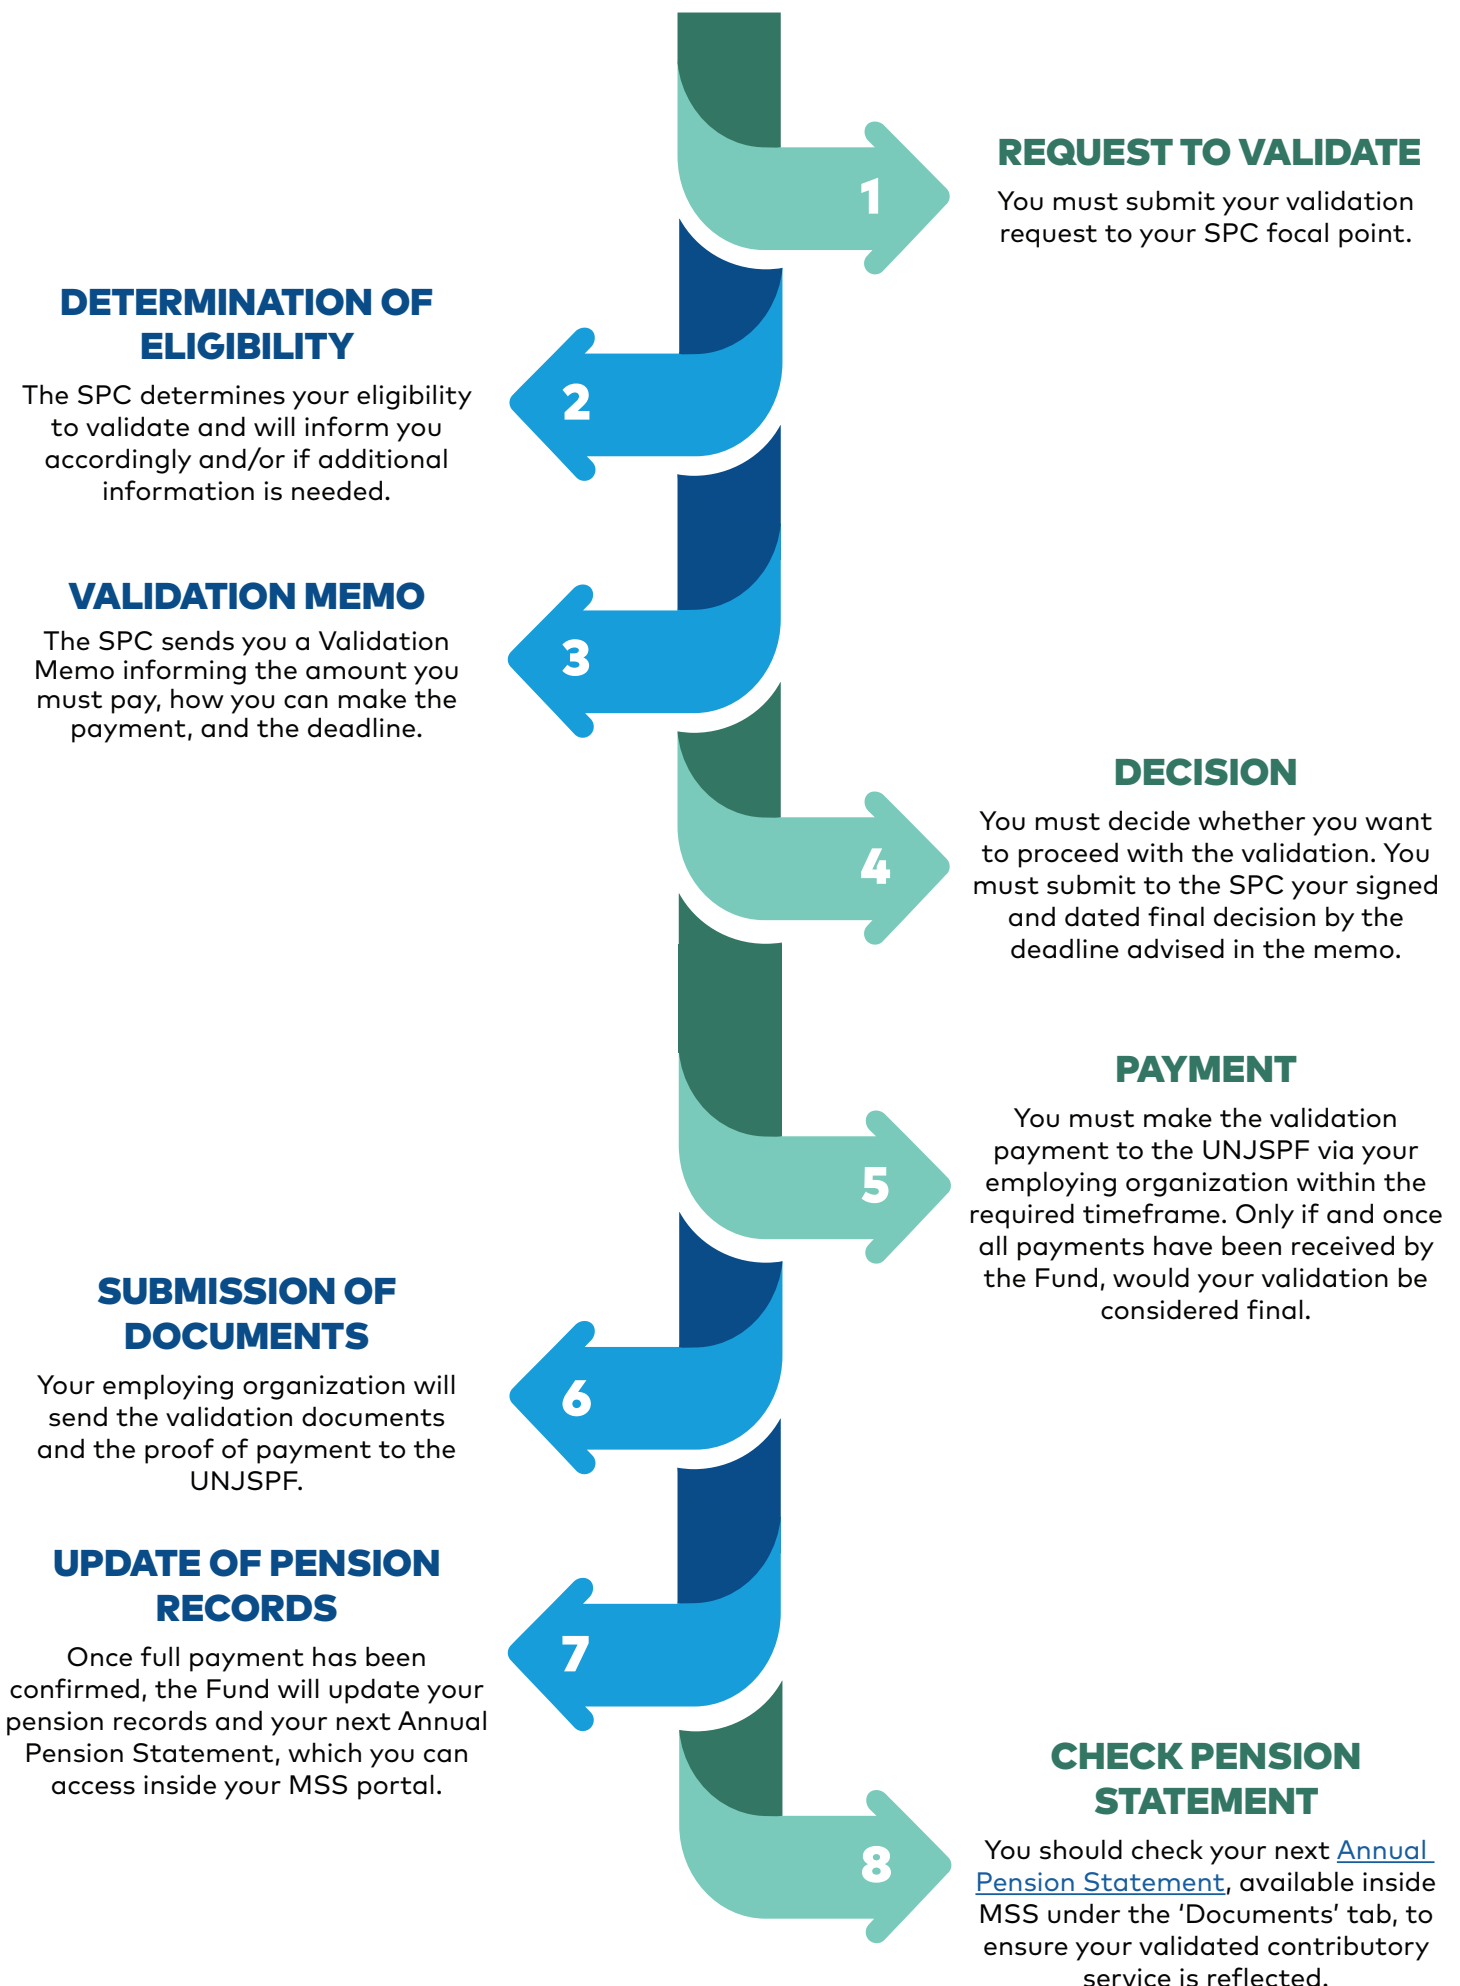 1
REQUEST TO VALIDATE
You must submit your validation
request to your SPC focal point.
DETERMINATION OF
ELIGIBILITY
The SPC determines your eligibility
to validate and will inform you
accordingly and/or if additional
information is needed.
2
VALIDATION MEMO
The SPC sends you a Validation
Memo informing the amount you
must pay, how you can make the
payment, and the deadline.
3
4
DECISION
You must decide whether you want
to proceed with the validation. You
must submit to the SPC your signed
and dated final decision by the
deadline advised in the memo.
5
PAYMENT
You must make the validation
payment to the UNJSPF via your
employing organization within the
required timeframe. Only if and once
all payments have been received by
the Fund, would your validation be
considered final.
SUBMISSION OF
DOCUMENTS
Your employing organization will
send the validation documents
and the proof of payment to the
UNJSPF.
6
UPDATE OF PENSION
RECORDS
Once full payment has been
confirmed, the Fund will update your
pension records and your next Annual
Pension Statement, which you can
access inside your MSS portal.
7
8
CHECK PENSION
STATEMENT
You should check your next Annual
Pension Statement, available inside
MSS under the ‘Documents’ tab, to
ensure your validated contributory
service is reflected.